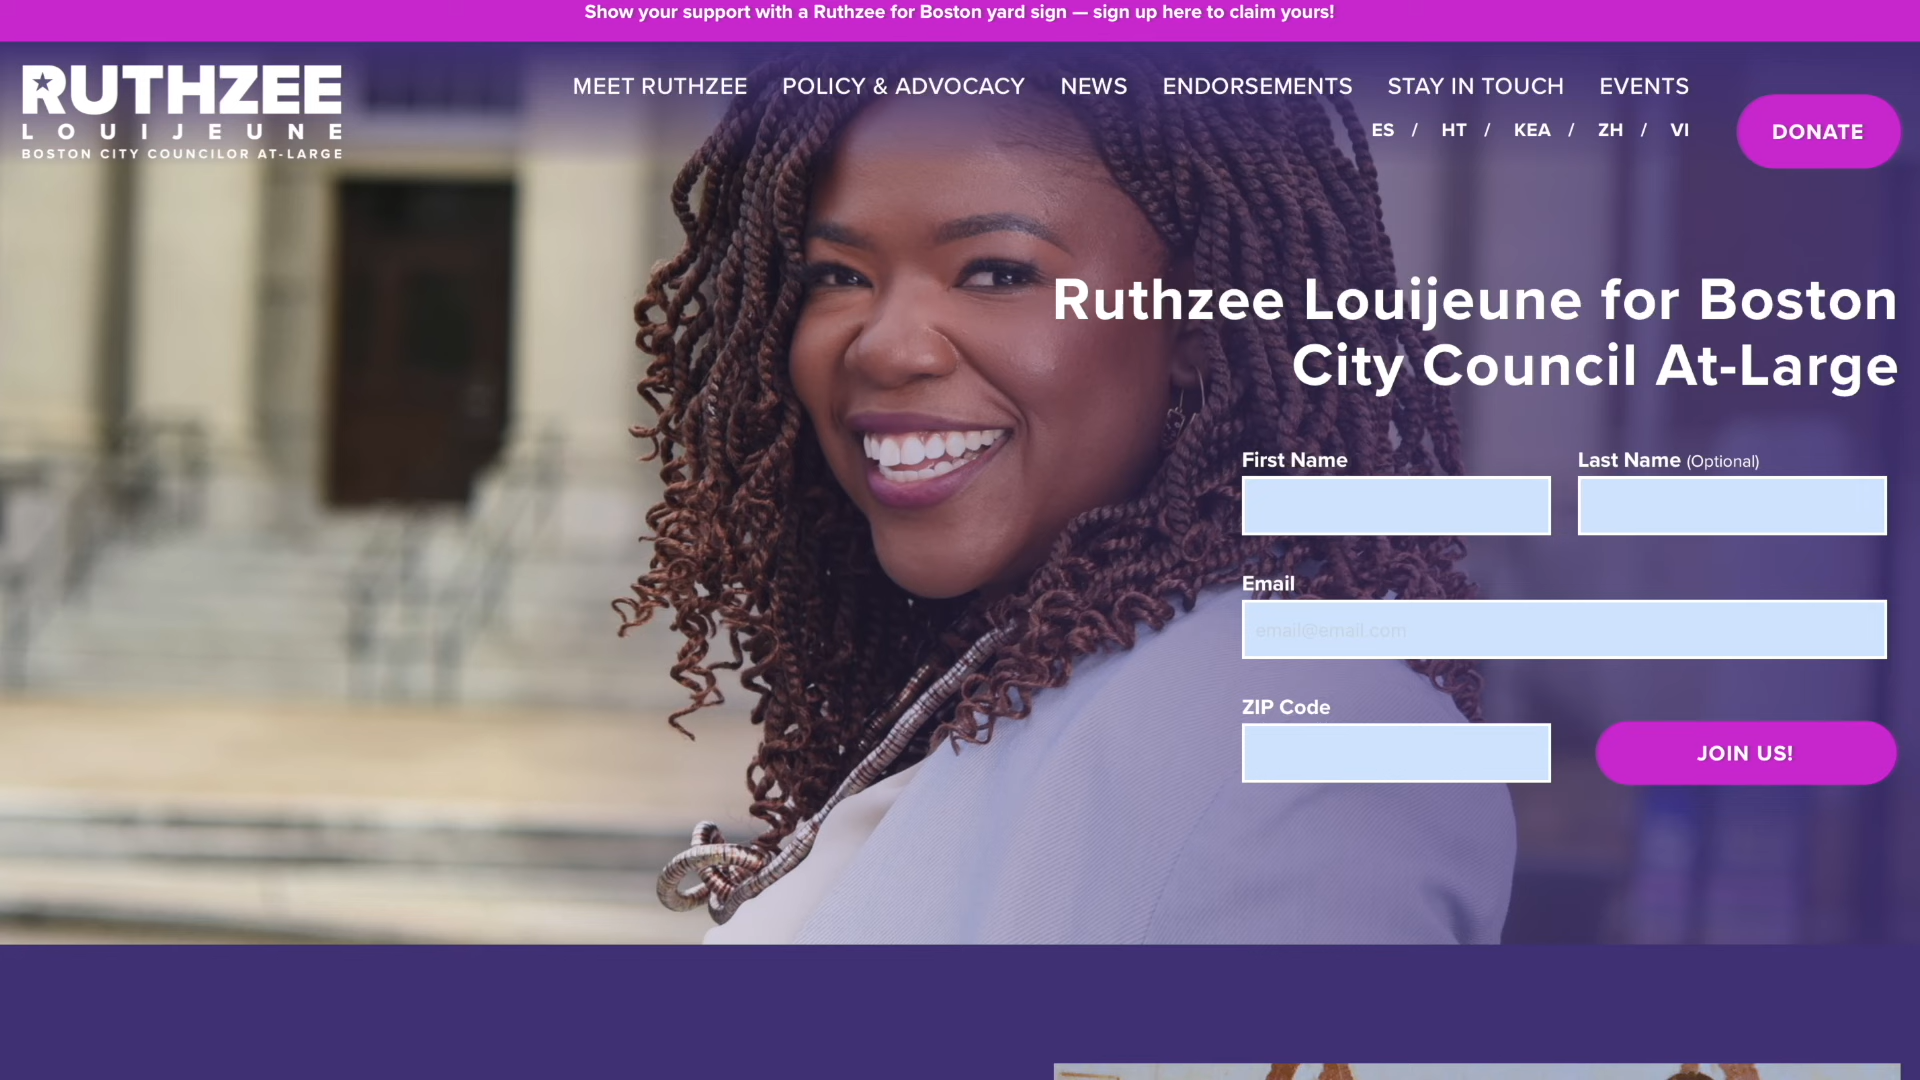 Show your support with a Ruthzee for Boston yard sign — sign up here to claim yours!
RUTHZEE
LOUIJEUNE
BOSTON CITY COUNCILOR AT-LARGE
MEET RUTHZEE POLICY & ADVOCACY NEWS ENDORSEMENTS STAY IN TOUCH EVENTS
ES / HT / KEA / ZH / VI
DONATE
Ruthzee Louijeune for Boston
City Council At-Large
First Name Last Name (Optional)
Email
email@email.com
ZIP Code
JOIN US!